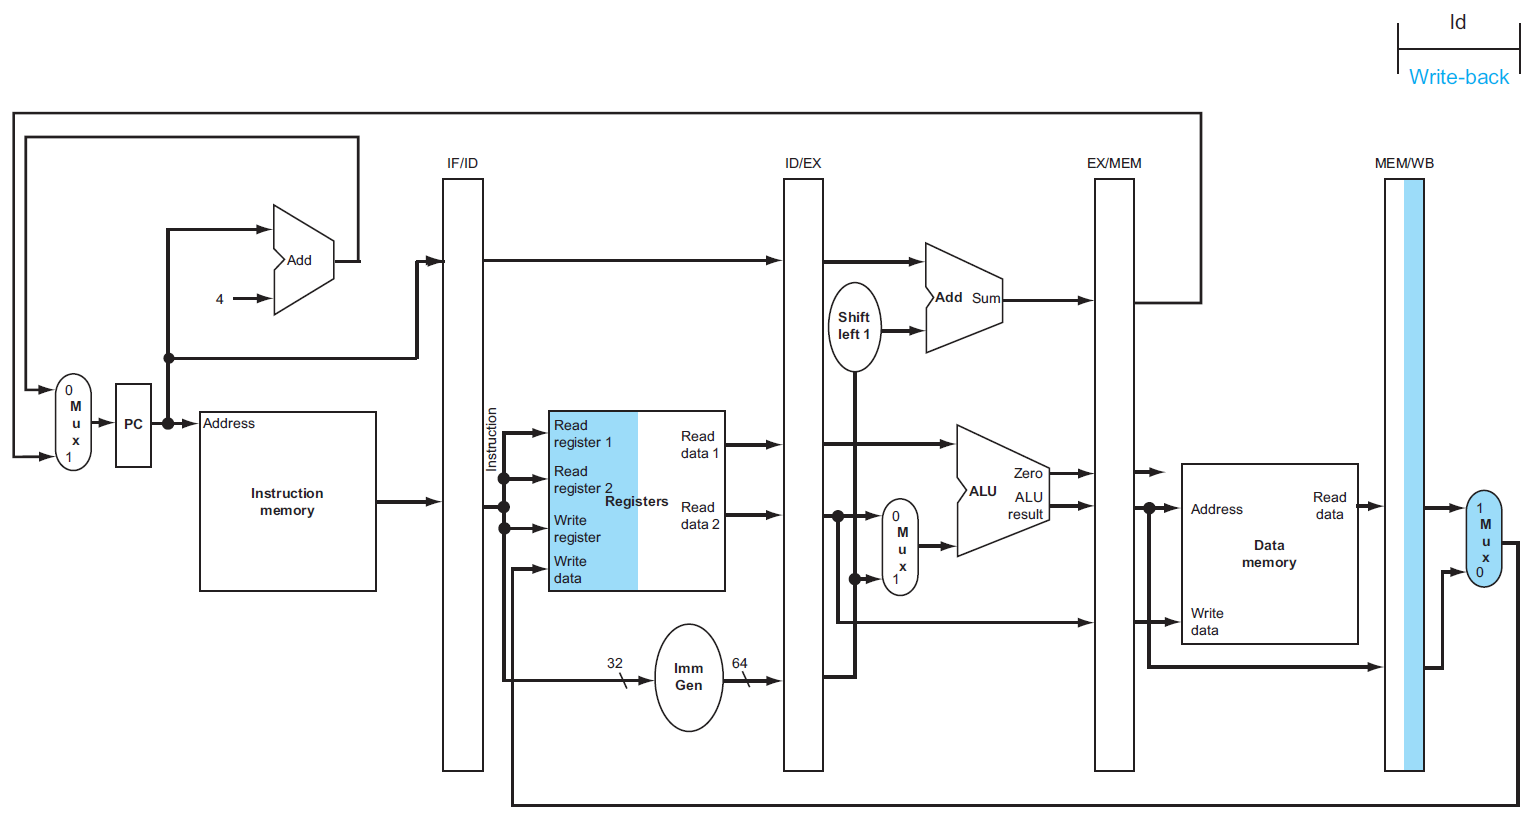 ld
Write-back
IF/ID
ID/EX
EX/MEM
MEM/WB
Add
4
Add Sum
Shift
left 1
0
M
u
x
1
PC
Address
Instruction
memory
Instruction
Read
register 1
Read
register 2
Registers
Write
register
Write
data
Read
data 1
Read
data 2
0
M
u
x
1
Zero
ALU
ALU
result
Address
Read
data
Data
memory
Write
data
1
M
u
x
0
32
Imm
Gen
64